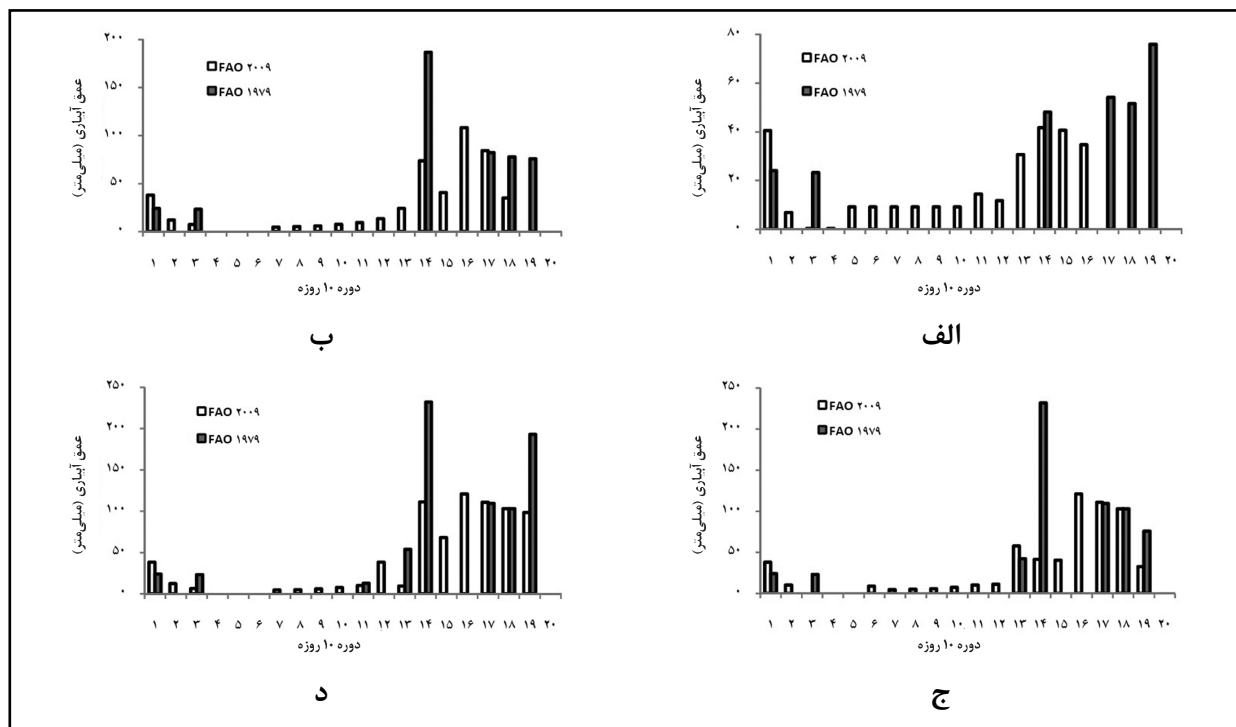 عمق آبیاری (میلی‌متر)
۸۰
۶۰
۴۰
۲۰
۰
FAO ۲۰۰۹
FAO ۱۹۷۹
۱ ۲ ۳ ۴ ۵ ۶ ۷ ۸ ۹ ۱۰ ۱۱ ۱۲ ۱۳ ۱۴ ۱۵ ۱۶ ۱۷ ۱۸ ۱۹ ۲۰
دوره ۱۰ روزه
الف
عمق آبیاری (میلی‌متر)
۲۰۰
۱۵۰
۱۰۰
۵۰
۰
FAO ۲۰۰۹
FAO ۱۹۷۹
۱ ۲ ۳ ۴ ۵ ۶ ۷ ۸ ۹ ۱۰ ۱۱ ۱۲ ۱۳ ۱۴ ۱۵ ۱۶ ۱۷ ۱۸ ۱۹ ۲۰
دوره ۱۰ روزه
ب
عمق آبیاری (میلی‌متر)
۲۵۰
۲۰۰
۱۵۰
۱۰۰
۵۰
۰
FAO ۲۰۰۹
FAO ۱۹۷۹
۱ ۲ ۳ ۴ ۵ ۶ ۷ ۸ ۹ ۱۰ ۱۱ ۱۲ ۱۳ ۱۴ ۱۵ ۱۶ ۱۷ ۱۸ ۱۹ ۲۰
دوره ۱۰ روزه
ج
عمق آبیاری (میلی‌متر)
۲۵۰
۲۰۰
۱۵۰
۱۰۰
۵۰
۰
FAO ۲۰۰۹
FAO ۱۹۷۹
۱ ۲ ۳ ۴ ۵ ۶ ۷ ۸ ۹ ۱۰ ۱۱ ۱۲ ۱۳ ۱۴ ۱۵ ۱۶ ۱۷ ۱۸ ۱۹ ۲۰
دوره ۱۰ روزه
د